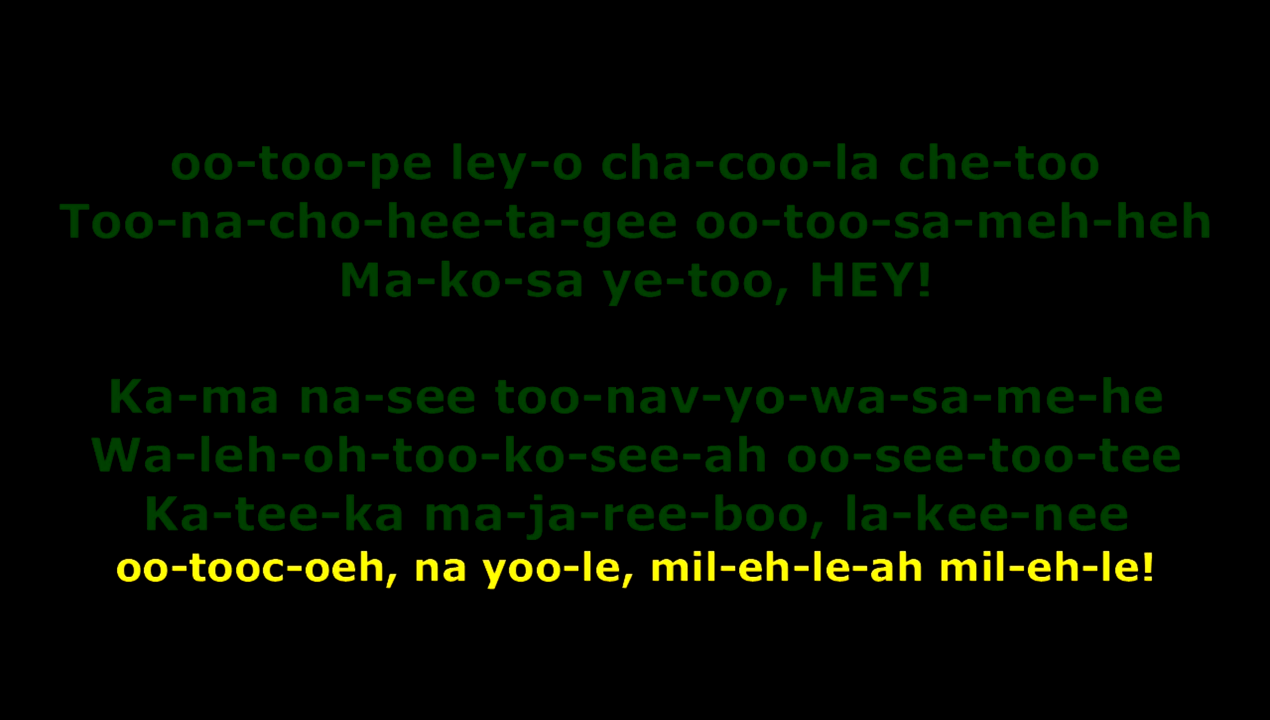 oo-too-pe ley-o cha-coo-la che-too
Too-na-cho-hee-ta-gee oo-too-sa-meh-heh
Ma-ko-sa ye-too, HEY!
Ka-ma na-see too-nav-yo-wa-sa-me-he
Wa-leh-oh-too-ko-see-ah oo-see-too-tee
Ka-tee-ka ma-ja-ree-boo, la-kee-nee
oo-tooc-oeh, na yoo-le, mil-eh-le-ah mil-eh-le!